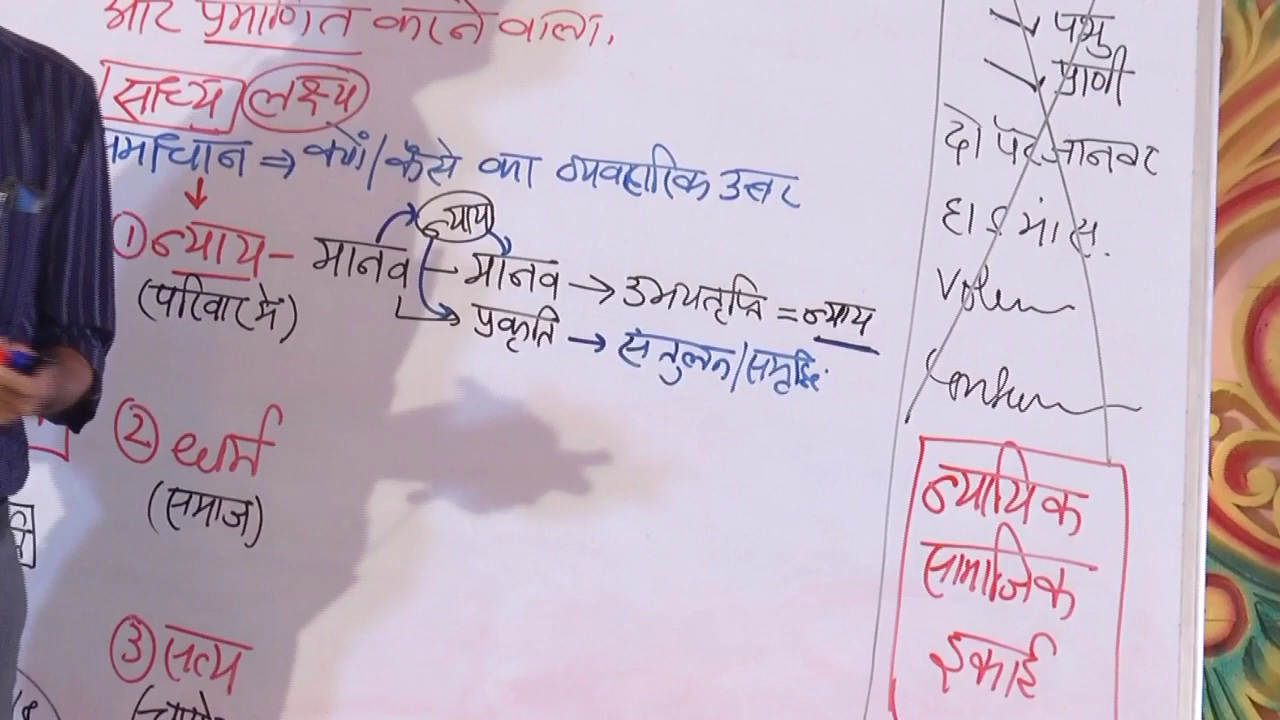 और प्रमाणित करने वाला,
साध्य लक्ष्य
समाधान ⇒ क्यों/कैसे का व्यवहारिक उत्तर
न्याय
① न्याय - मानव - मानव → उभयतृप्ति = न्याय
(परिवार में) प्रकृति → संतुलन/समृद्धि
② धर्म
(समाज)
③ सत्य
पशु
प्राणी
दो पद जानवर
हाड मांस.
न्यायिक
सामाजिक
इकाई